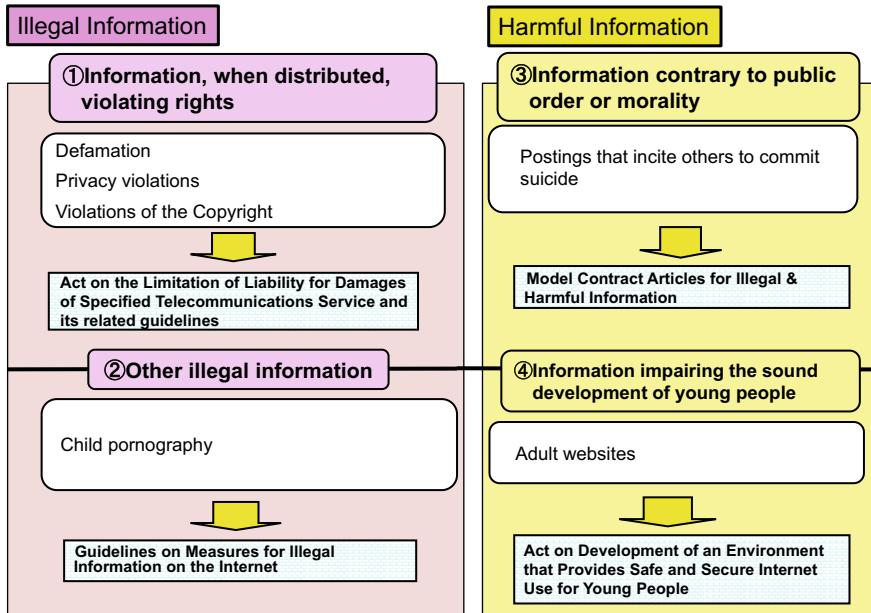 Illegal Information
①Information, when distributed,
violating rights
Defamation
Privacy violations
Violations of the Copyright
Act on the Limitation of Liability for Damages
of Specified Telecommunications Service and
its related guidelines
②Other illegal information
Child pornography
Guidelines on Measures for Illegal
Information on the Internet
Harmful Information
③Information contrary to public
order or morality
Postings that incite others to commit
suicide
Model Contract Articles for Illegal &
Harmful Information
④Information impairing the sound
development of young people
Adult websites
Act on Development of an Environment
that Provides Safe and Secure Internet
Use for Young People